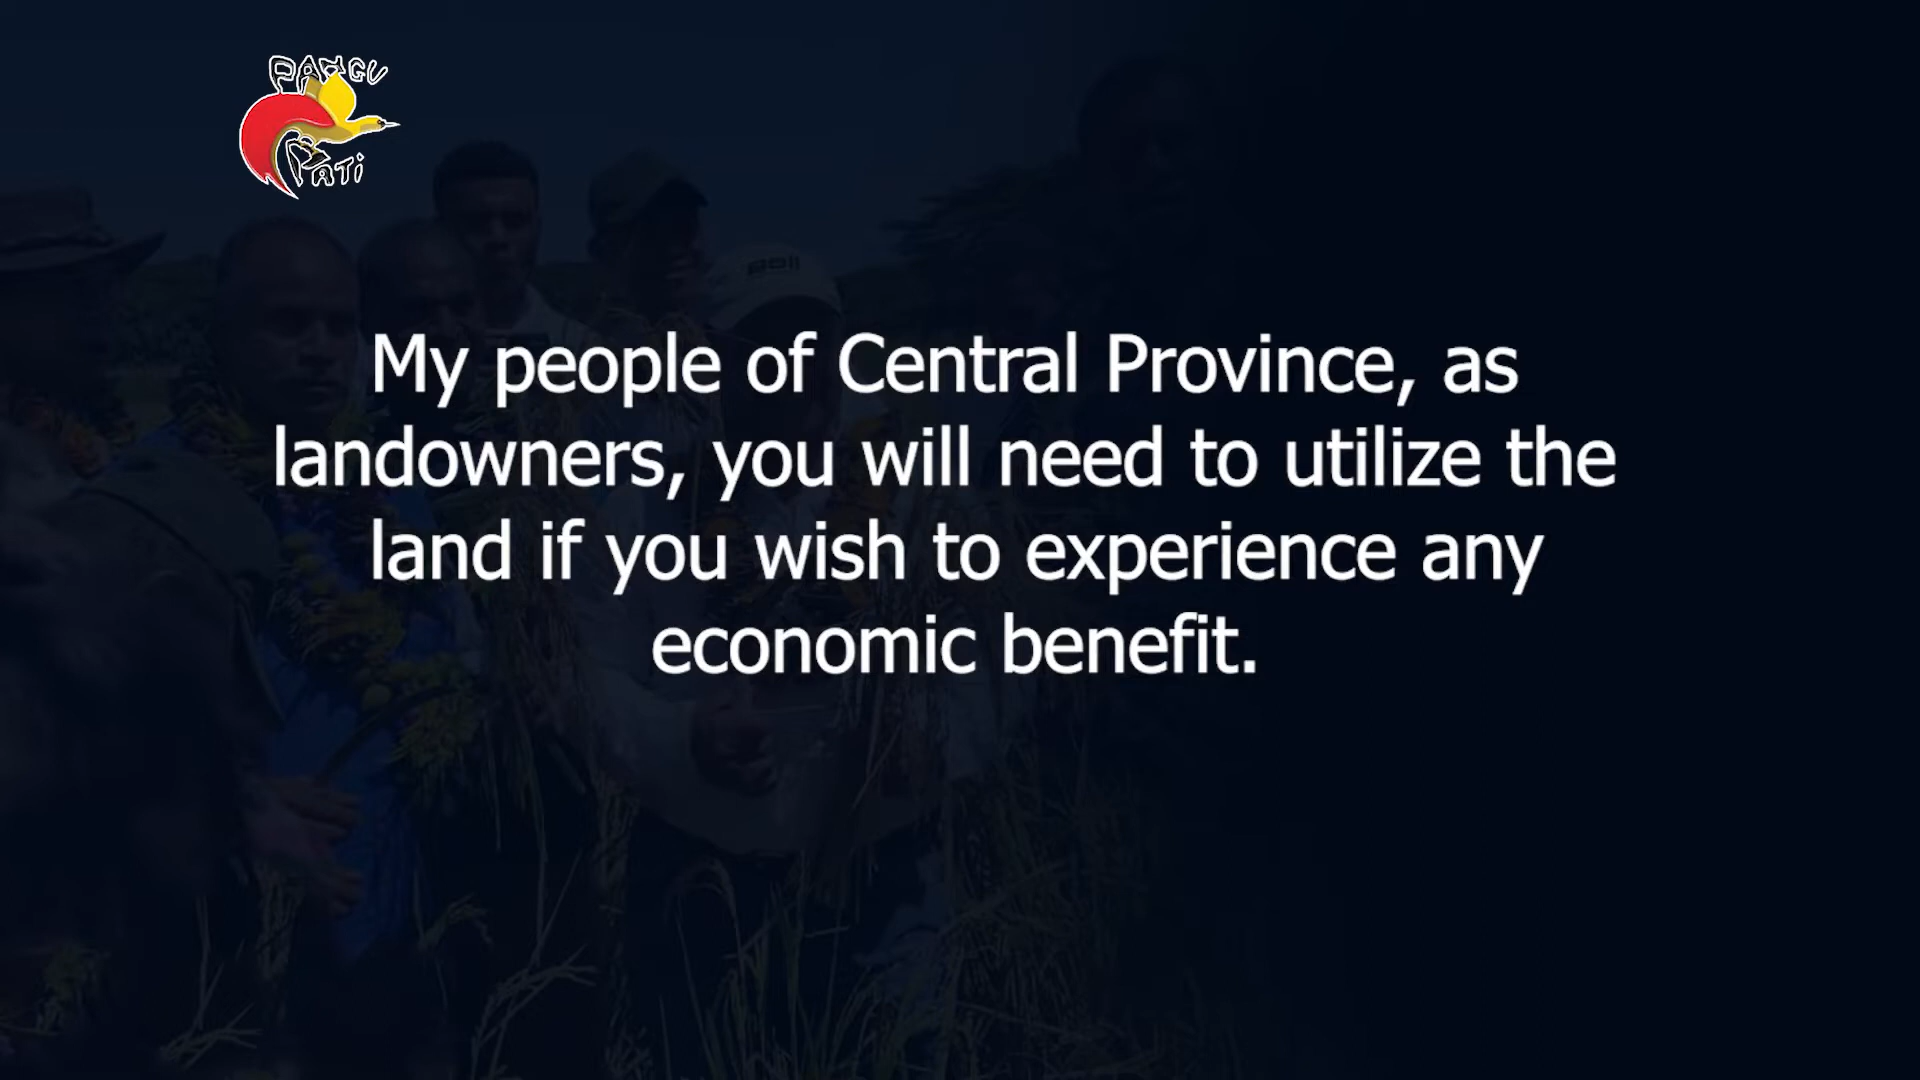 PANGU
PATI
My people of Central Province, as
landowners, you will need to utilize the
land if you wish to experience any
economic benefit.